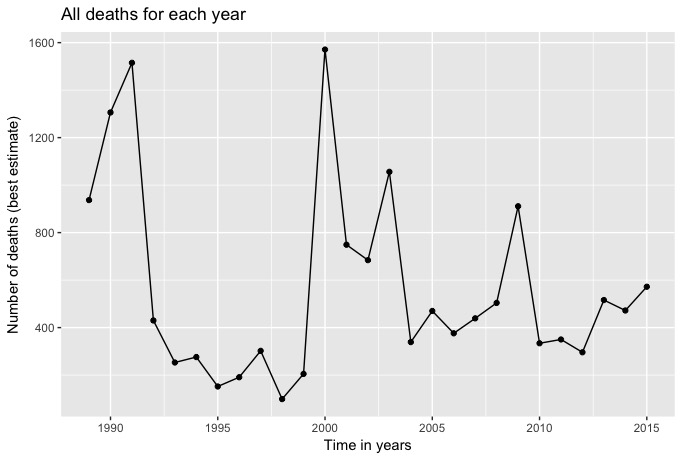 All deaths for each year
Number of deaths (best estimate)
1600
1200
800
400
1990 1995 2000 2005 2010 2015
Time in years